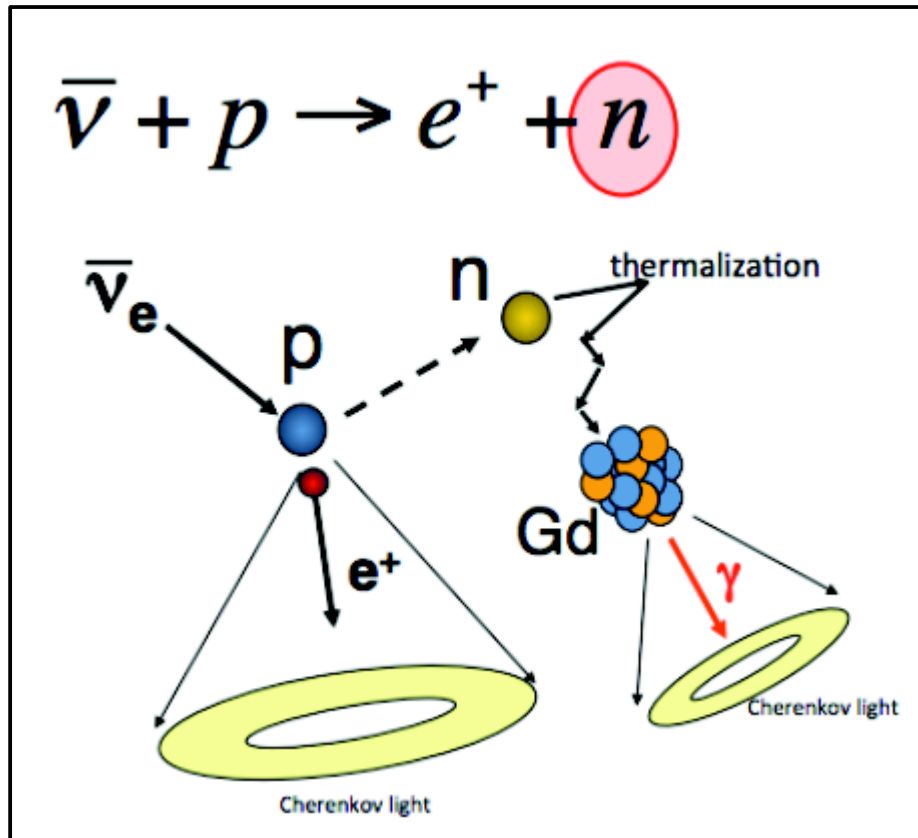 ν̅ + p → e⁺ + n
ν̅e
p
n
thermalization
Gd
e⁺
γ
Cherenkov light
Cherenkov light